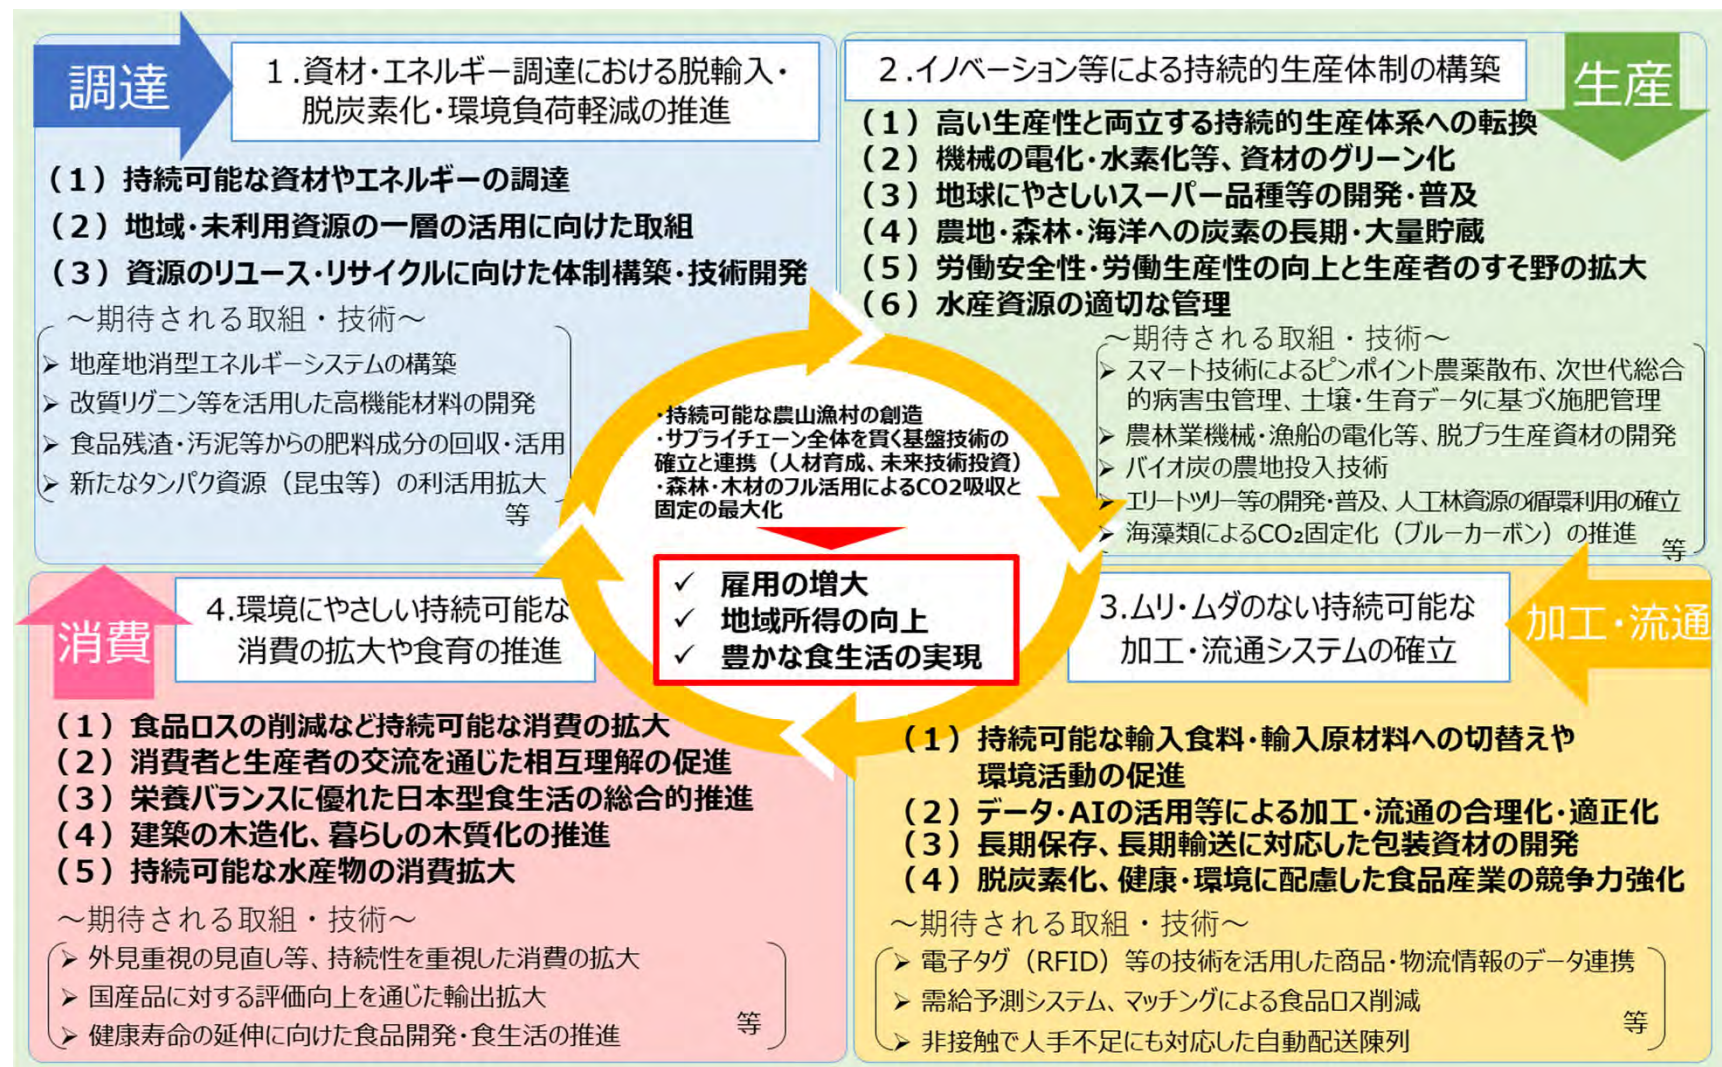 調達
1.資材・エネルギー調達における脱輸入・
脱炭素化・環境負荷軽減の推進
(1)持続可能な資材やエネルギーの調達
(2)地域・未利用資源の一層の活用に向けた取組
(3)資源のリユース・リサイクルに向けた体制構築・技術開発
~期待される取組・技術~
➢ 地産地消型エネルギーシステムの構築
➢ 改質リグニン等を活用した高機能材料の開発
➢ 食品残渣・汚泥等からの肥料成分の回収・活用
➢ 新たなタンパク資源(昆虫等)の利活用拡大
等
2.イノベーション等による持続的生産体制の構築
生産
(1)高い生産性と両立する持続的生産体系への転換
(2)機械の電化・水素化等、資材のグリーン化
(3)地球にやさしいスーパー品種等の開発・普及
(4)農地・森林・海洋への炭素の長期・大量貯蔵
(5)労働安全性・労働生産性の向上と生産者のすそ野の拡大
(6)水産資源の適切な管理
~期待される取組・技術~
➢ スマート技術によるピンポイント農薬散布、次世代総合
的病害虫管理、土壌・生育データに基づく施肥管理
➢ 農林業機械・漁船の電化等、脱プラ生産資材の開発
➢ バイオ炭の農地投入技術
➢ エリートツリー等の開発・普及、人工林資源の循環利用の確立
➢ 海藻類によるCO₂固定化(ブルーカーボン)の推進
等
・持続可能な農山漁村の創造
・サプライチェーン全体を貫く基盤技術の
確立と連携(人材育成、未来技術投資)
・森林・木材のフル活用によるCO2吸収と
固定の最大化
✓ 雇用の増大
✓ 地域所得の向上
✓ 豊かな食生活の実現
消費
4.環境にやさしい持続可能な
消費の拡大や食育の推進
(1)食品ロスの削減など持続可能な消費の拡大
(2)消費者と生産者の交流を通じた相互理解の促進
(3)栄養バランスに優れた日本型食生活の総合的推進
(4)建築の木造化、暮らしの木質化の推進
(5)持続可能な水産物の消費拡大
~期待される取組・技術~
➢ 外見重視の見直し等、持続性を重視した消費の拡大
➢ 国産品に対する評価向上を通じた輸出拡大
➢ 健康寿命の延伸に向けた食品開発・食生活の推進
等
3.ムリ・ムダのない持続可能な
加工・流通システムの確立
加工・流通
(1)持続可能な輸入食料・輸入原材料への切替えや
環境活動の促進
(2)データ・AIの活用等による加工・流通の合理化・適正化
(3)長期保存、長期輸送に対応した包装資材の開発
(4)脱炭素化、健康・環境に配慮した食品産業の競争力強化
~期待される取組・技術~
➢ 電子タグ(RFID)等の技術を活用した商品・物流情報のデータ連携
➢ 需給予測システム、マッチングによる食品ロス削減
➢ 非接触で人手不足にも対応した自動配送陳列
等